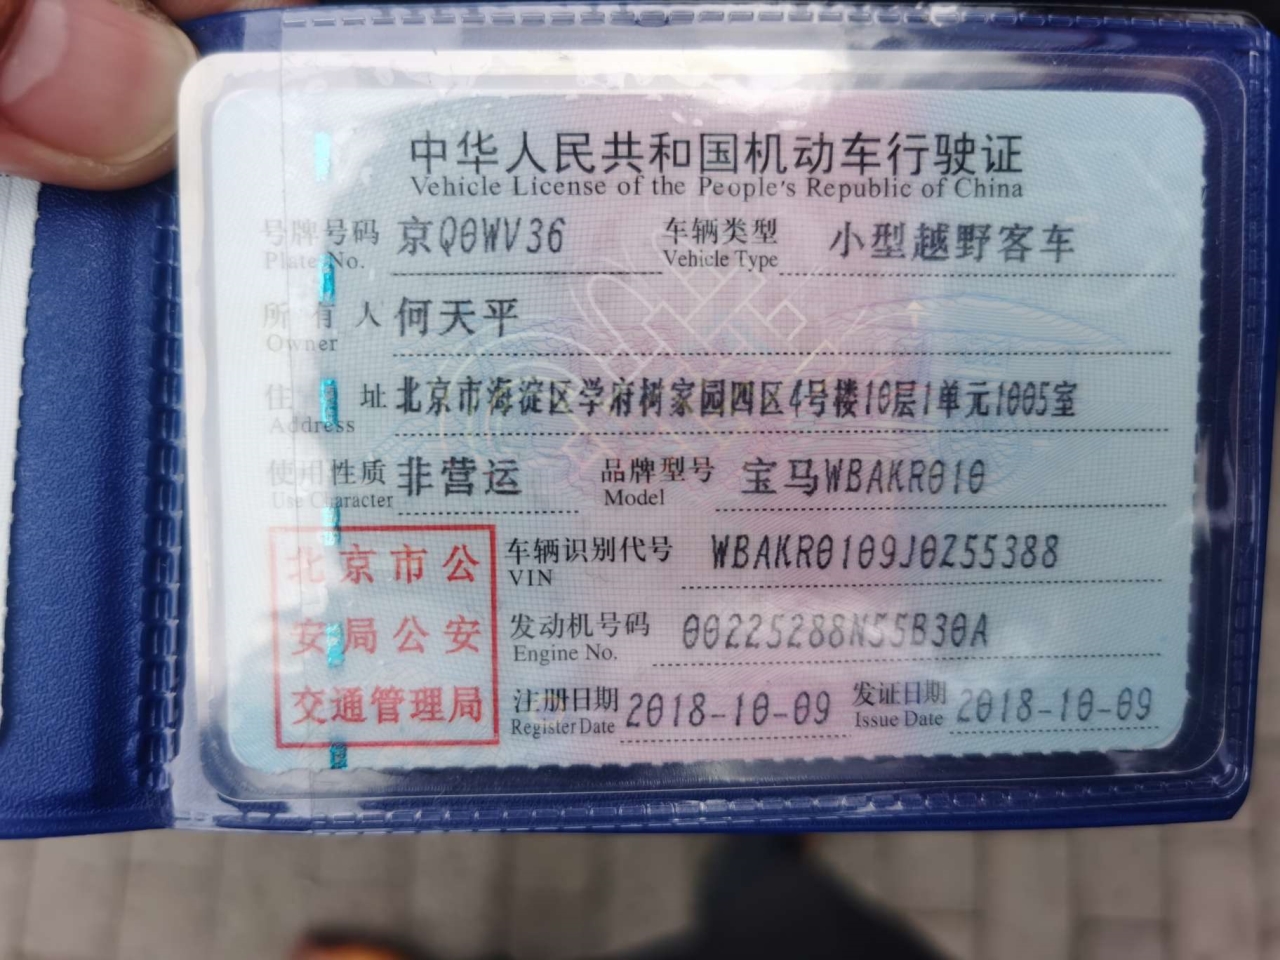 中华人民共和国机动车行驶证
Vehicle License of the People's Republic of China
号牌号码 京Q0WV36 车辆类型 小型越野客车
Plate No. Vehicle Type
所有人 何天平
Owner
住址 北京市海淀区学府树家园四区4号楼10层1单元1005室
Address
使用性质 非营运 品牌型号 宝马WBAKR010
Use Character Model
北京市公
安局公安
交通管理局
车辆识别代号 WBAKR0109J0Z55388
VIN
发动机号码 00225288N55B30A
Engine No.
注册日期 2018-10-09 发证日期 2018-10-09
Register Date Issue Date